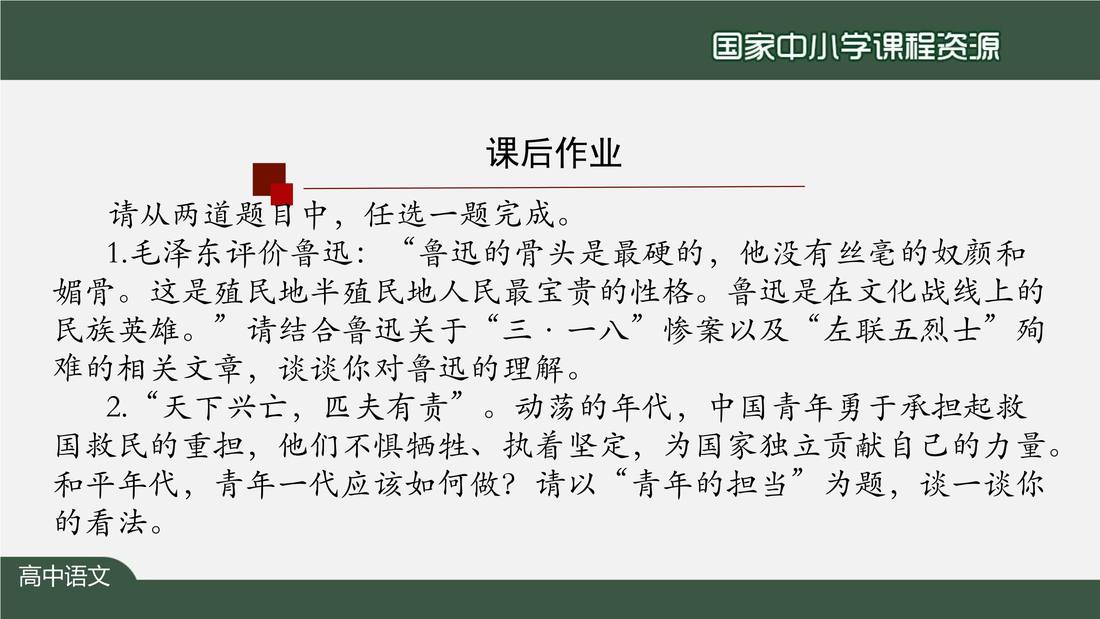 国家中小学课程资源
课后作业
请从两道题目中，任选一题完成。
1.毛泽东评价鲁迅：“鲁迅的骨头是最硬的，他没有丝毫的奴颜和
媚骨。这是殖民地半殖民地人民最宝贵的性格。鲁迅是在文化战线上的
民族英雄。”请结合鲁迅关于“三·一八”惨案以及“左联五烈士”殉
难的相关文章，谈谈你对鲁迅的理解。
2.“天下兴亡，匹夫有责”。动荡的年代，中国青年勇于承担起救
国救民的重担，他们不惧牺牲、执着坚定，为国家独立贡献自己的力量。
和平年代，青年一代应该如何做？请以“青年的担当”为题，谈一谈你
的看法。
高中语文